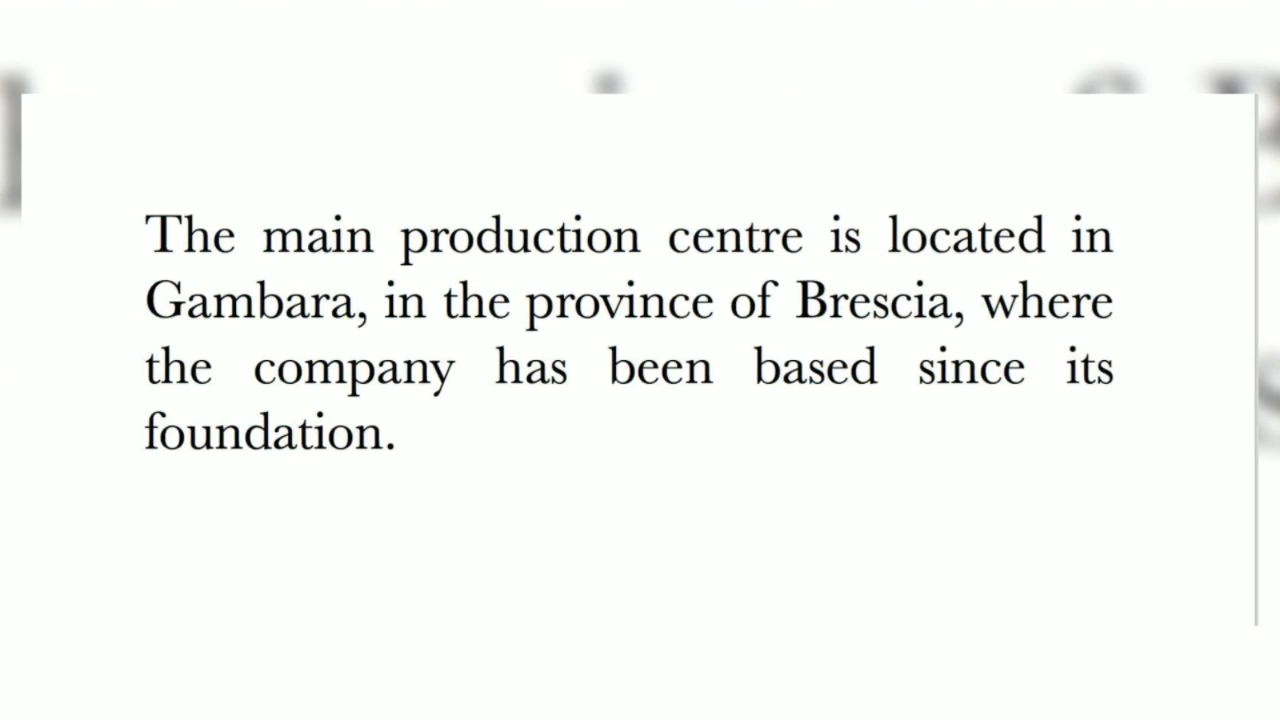 The main production centre is located in
Gambara, in the province of Brescia, where
the company has been based since its
foundation.